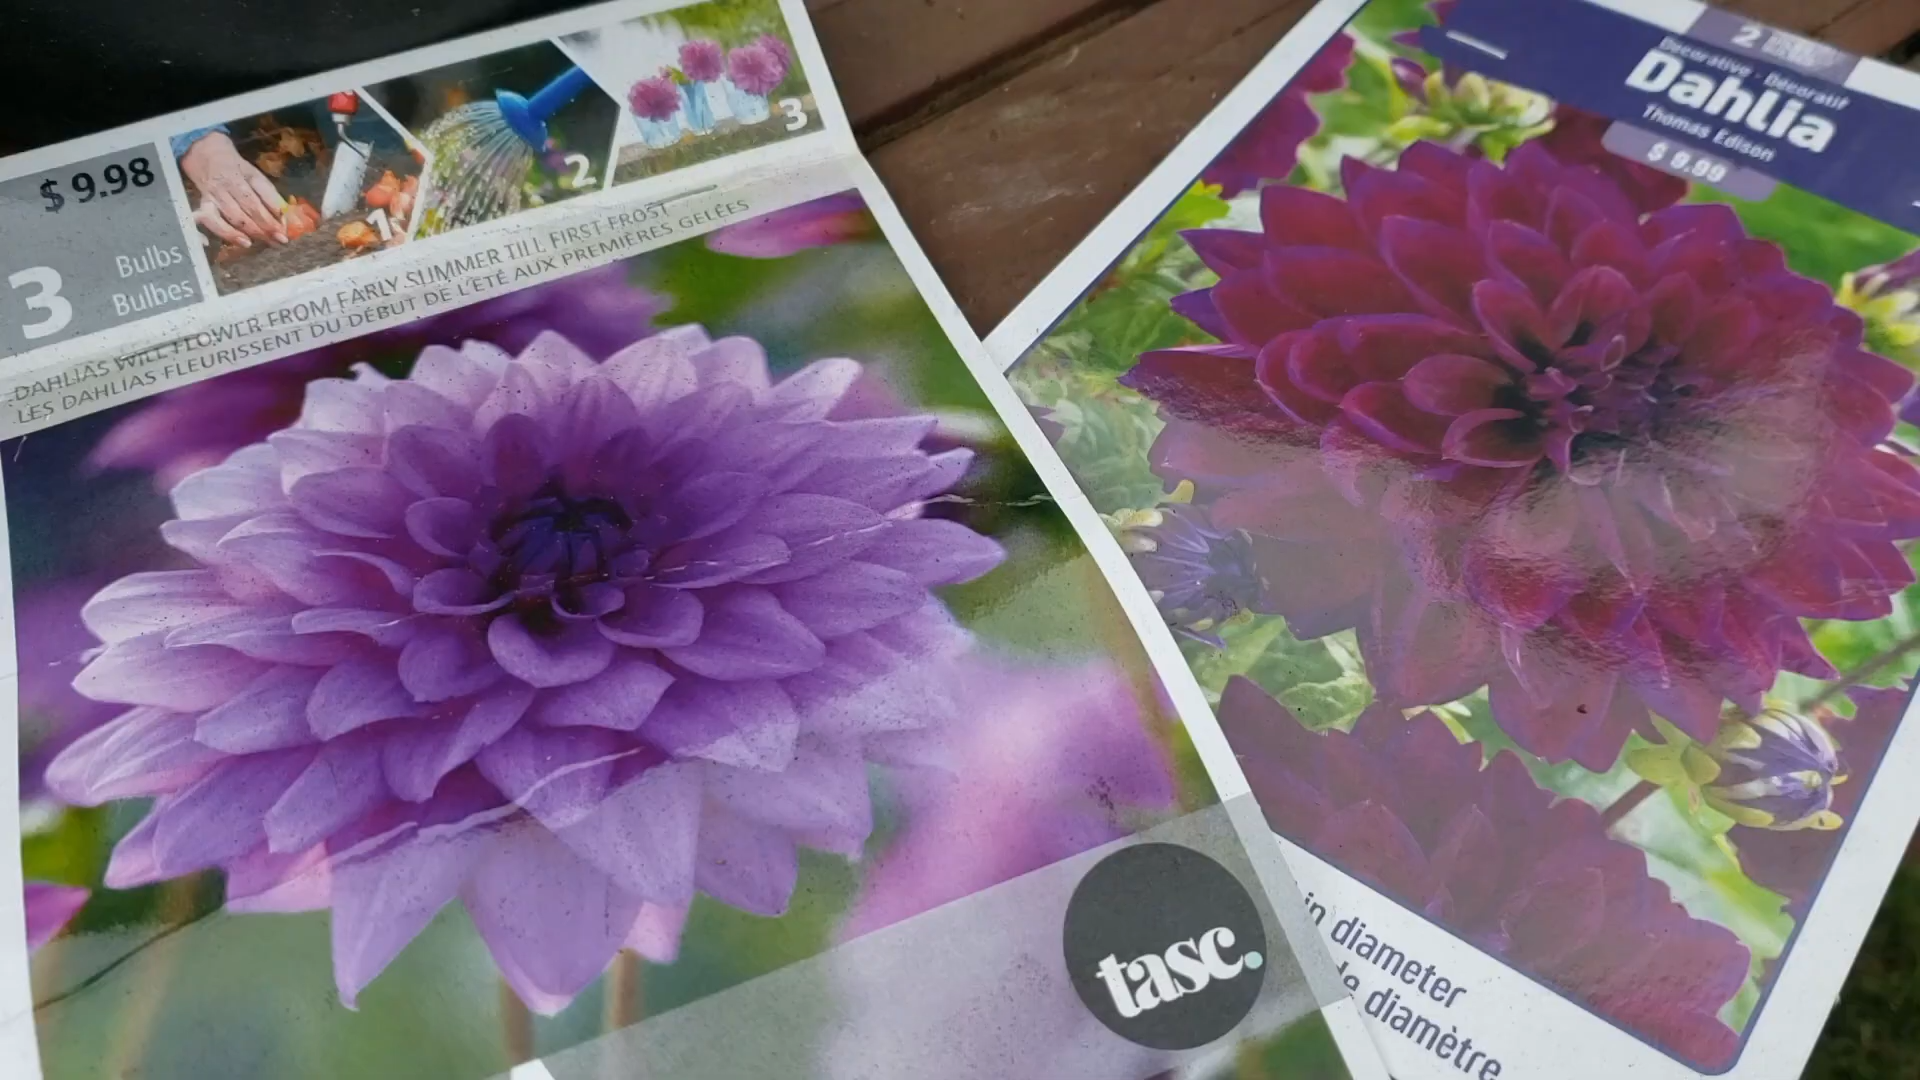 $ 9.98
3
Bulbs
Bulbes
1
2
3
DAHLIAS WILL FLOWER FROM EARLY SUMMER TILL FIRST FROST
LES DAHLIAS FLEURISSENT DU DÉBUT DE L'ÉTÉ AUX PREMIÈRES GELÉES
tasc.
2
Decorative - Décoratif
Dahlia
Thomas Edison
$ 9.99
in diameter
de diamètre